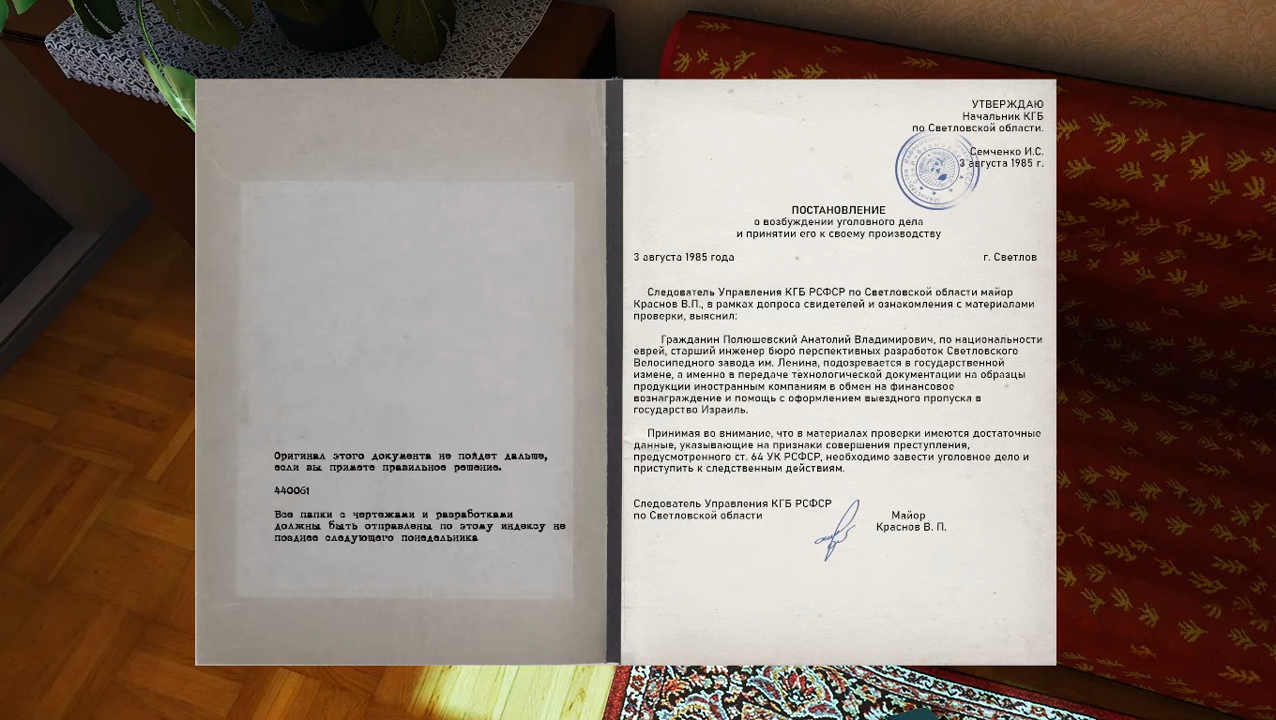 Оригинал этого документа не пойдет дальше,
если вы примете правильное решение.
440061
Все папки с чертежами и разработками
должны быть отправлены по этому индексу не
позднее следующего понедельника
УТВЕРЖДАЮ
Начальник КГБ
по Светловской области.
Семченко И.С.
3 августа 1985 г.
ПОСТАНОВЛЕНИЕ
о возбуждении уголовного дела
и принятии его к своему производству
3 августа 1985 года г. Светлов
Следователь Управления КГБ РСФСР по Светловской области майор
Краснов В.П., в рамках допроса свидетелей и ознакомления с материалами
проверки, выяснил:
Гражданин Полюшевский Анатолий Владимирович, по национальности
еврей, старший инженер бюро перспективных разработок Светловского
Велосипедного завода им. Ленина, подозревается в государственной
измене, а именно в передаче технологической документации на образцы
продукции иностранным компаниям в обмен на финансовое
вознаграждение и помощь с оформлением выездного пропуска в
государство Израиль.
Принимая во внимание, что в материалах проверки имеются достаточные
данные, указывающие на признаки совершения преступления,
предусмотренного ст. 64 УК РСФСР, необходимо завести уголовное дело и
приступить к следственным действиям.
Следователь Управления КГБ РСФСР
по Светловской области
Майор
Краснов В. П.